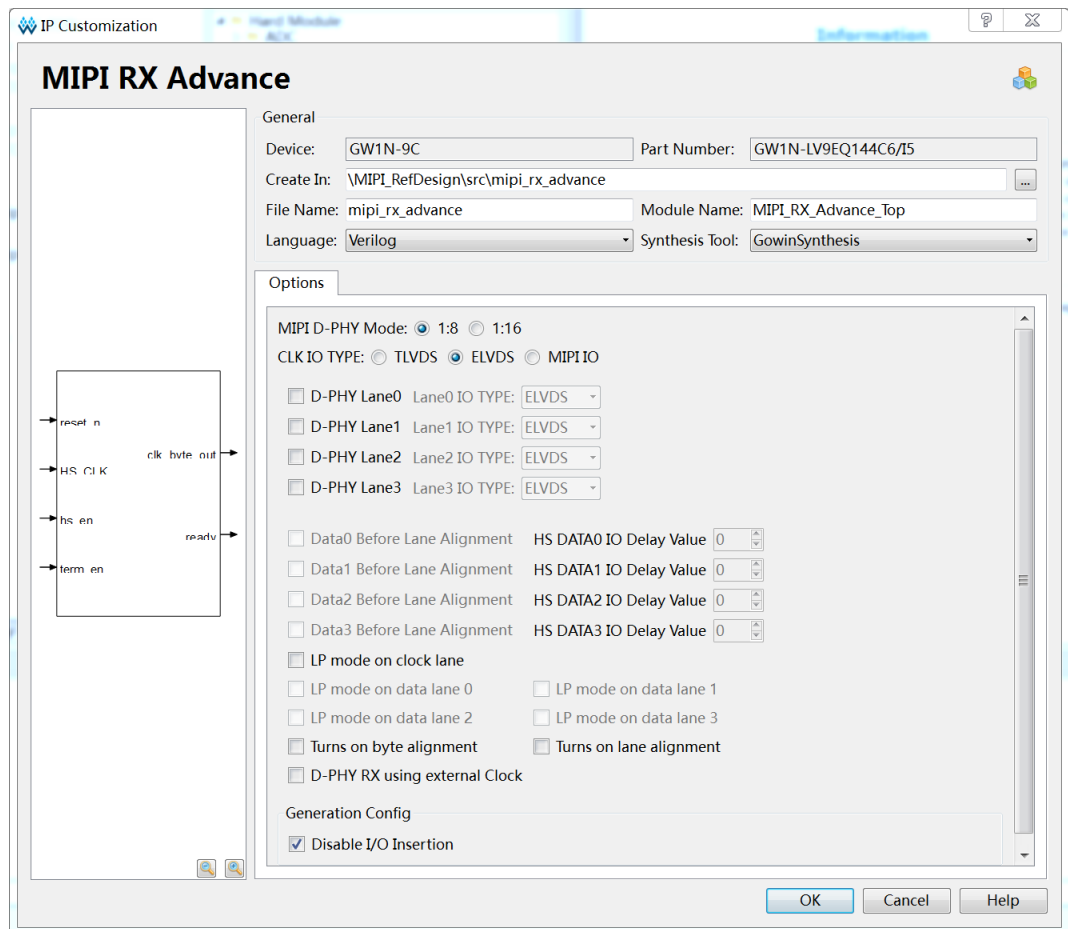 IP Customization
Hard Module
Information
MIPI RX Advance
General
Device: GW1N-9C Part Number: GW1N-LV9EQ144C6/I5
Create In: \MIPI_RefDesign\src\mipi_rx_advance ...
File Name: mipi_rx_advance Module Name: MIPI_RX_Advance_Top
Language: Verilog Synthesis Tool: GowinSynthesis
Options
MIPI D-PHY Mode: 1:8 1:16
CLK IO TYPE: TLVDS ELVDS MIPI IO
D-PHY Lane0 Lane0 IO TYPE: ELVDS
D-PHY Lane1 Lane1 IO TYPE: ELVDS
D-PHY Lane2 Lane2 IO TYPE: ELVDS
D-PHY Lane3 Lane3 IO TYPE: ELVDS
Data0 Before Lane Alignment HS DATA0 IO Delay Value 0
Data1 Before Lane Alignment HS DATA1 IO Delay Value 0
Data2 Before Lane Alignment HS DATA2 IO Delay Value 0
Data3 Before Lane Alignment HS DATA3 IO Delay Value 0
LP mode on clock lane
LP mode on data lane 0 LP mode on data lane 1
LP mode on data lane 2 LP mode on data lane 3
Turns on byte alignment Turns on lane alignment
D-PHY RX using external Clock
Generation Config
Disable I/O Insertion
reset_n
clk_byte_out
HS_CLK
hs_en
ready
term_en
OK Cancel Help